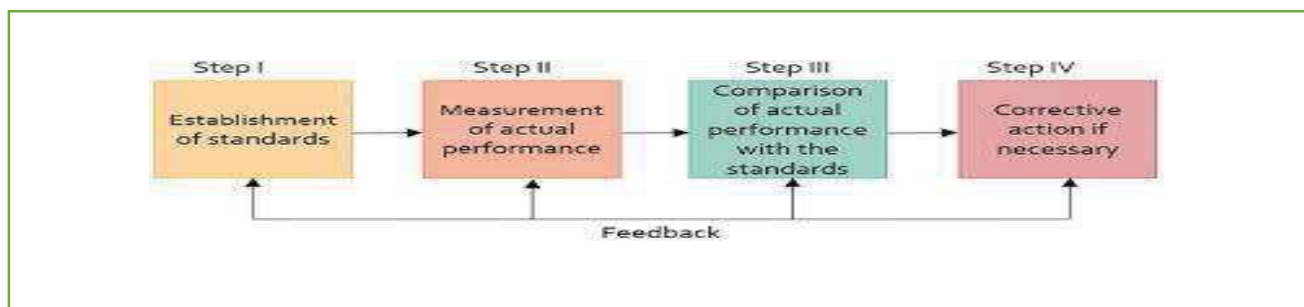 Step I
Establishment
of standards
Step II
Measurement
of actual
performance
Step III
Comparison
of actual
performance
with the
standards
Step IV
Corrective
action if
necessary
Feedback